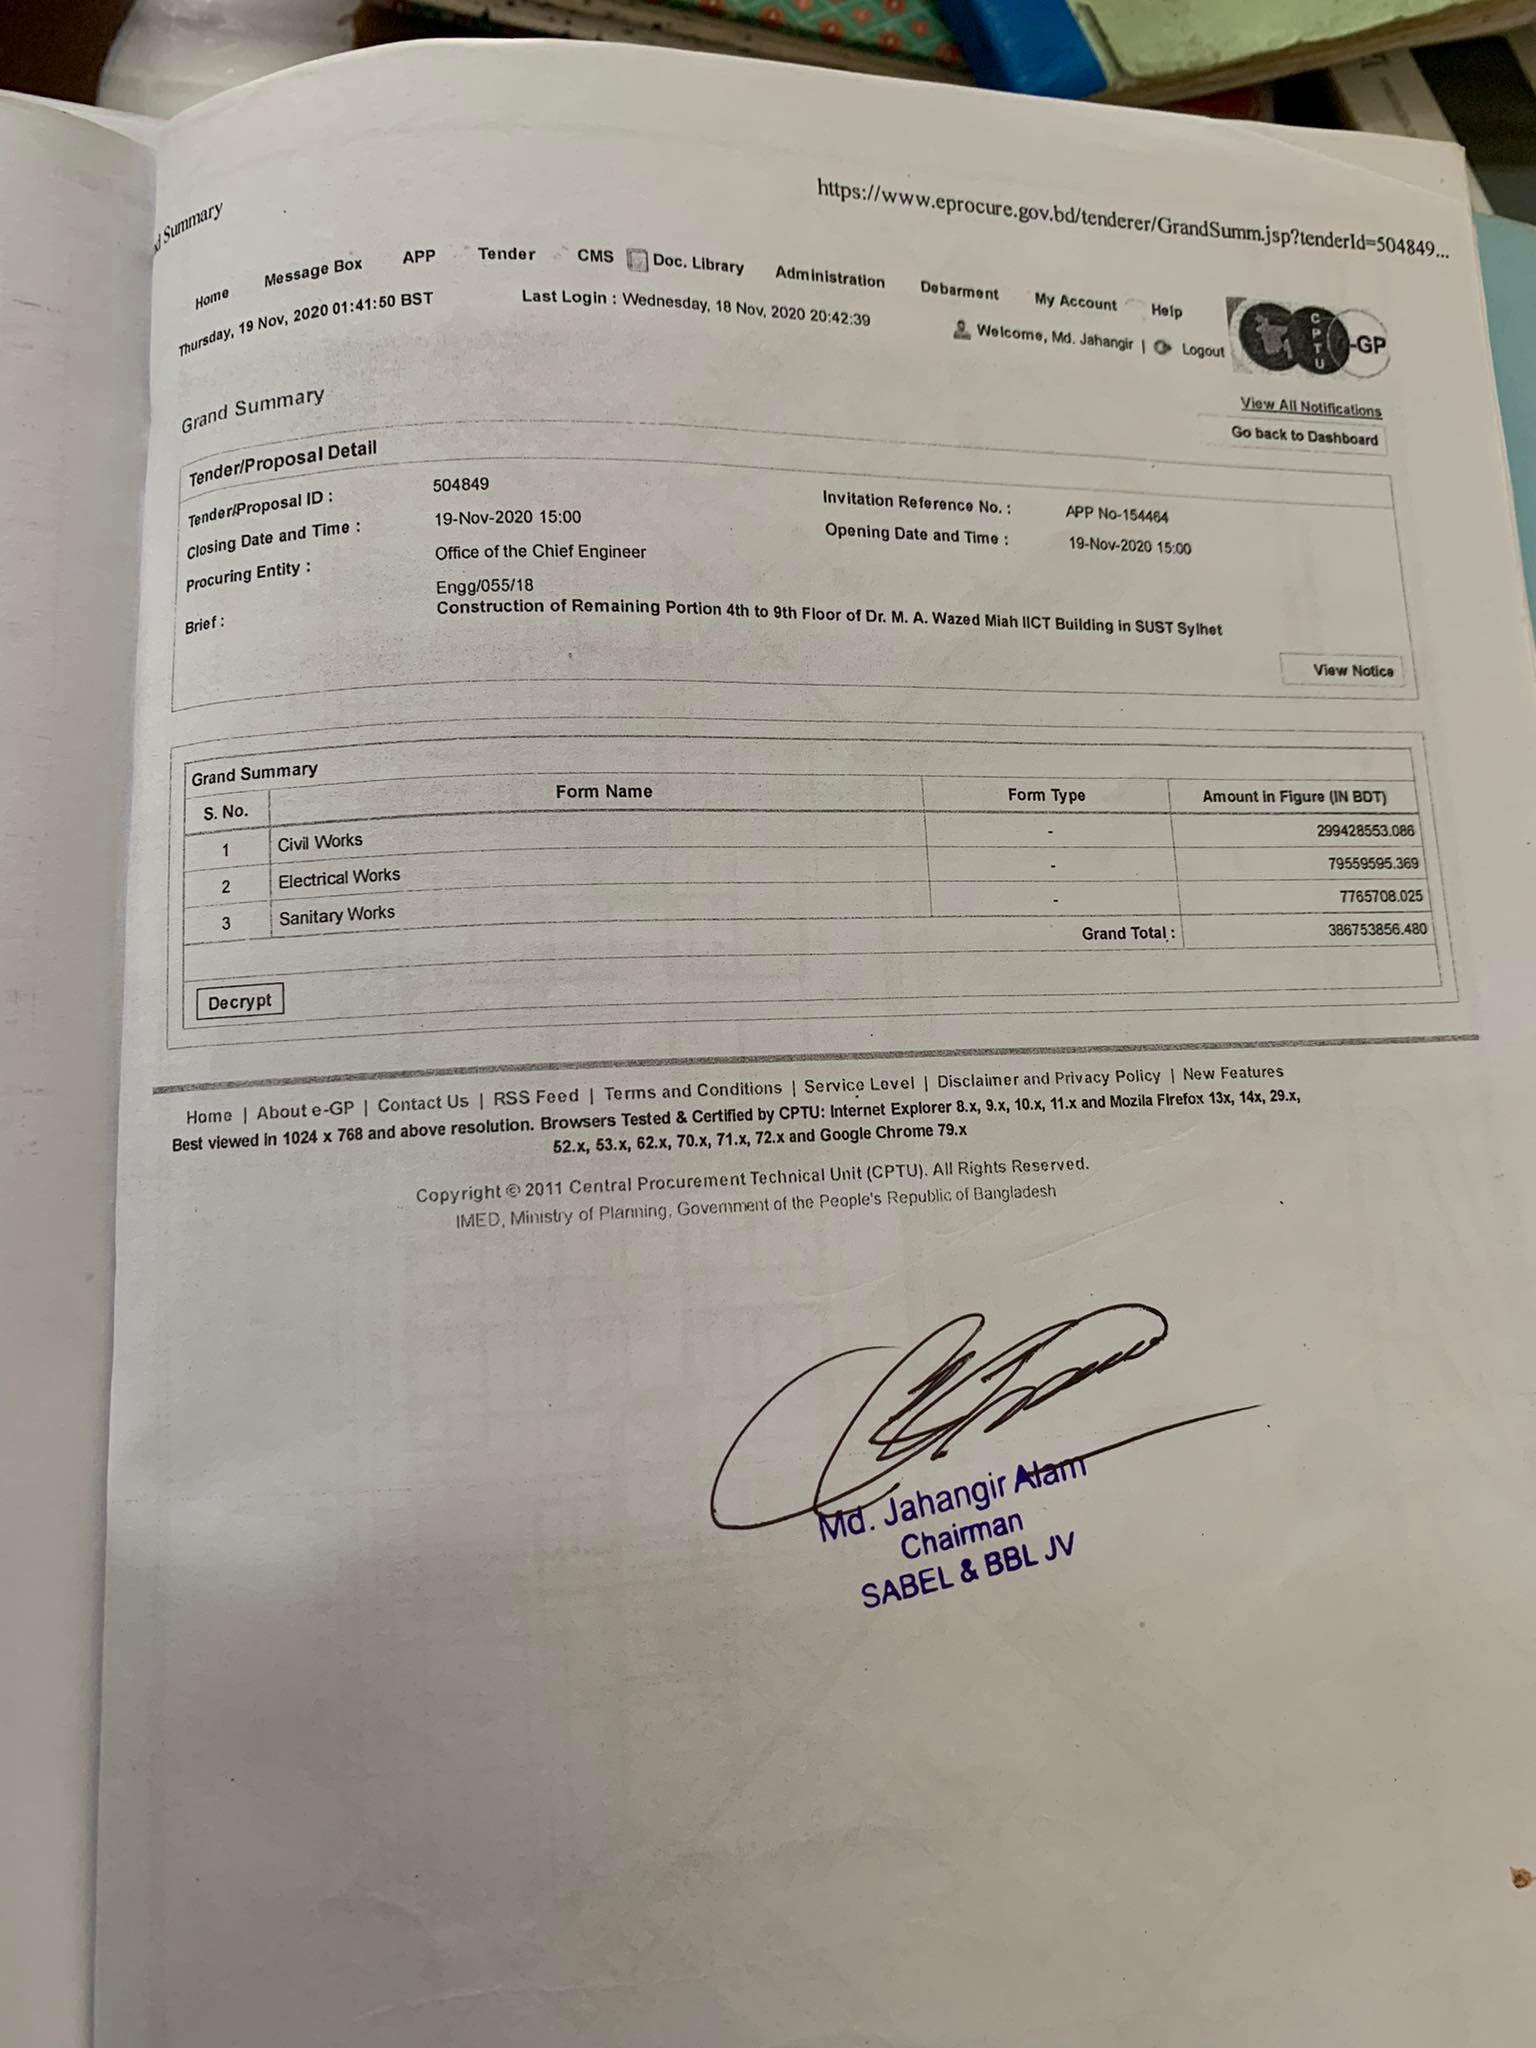 d Summary
https://www.eprocure.gov.bd/tenderer/GrandSumm.jsp?tenderId=504849...
Home Message Box APP Tender CMS Doc. Library Administration Debarment My Account Help
Thursday, 19 Nov, 2020 01:41:50 BST Last Login : Wednesday, 18 Nov, 2020 20:42:39
Welcome, Md. Jahangir | Logout
CPTU
-GP
View All Notifications
Grand Summary
Go back to Dashboard
Tender/Proposal Detail
Tender/Proposal ID : 504849 Invitation Reference No. : APP No-154464
Closing Date and Time : 19-Nov-2020 15:00 Opening Date and Time : 19-Nov-2020 15:00
Procuring Entity : Office of the Chief Engineer
Brief : Engg/055/18
Construction of Remaining Portion 4th to 9th Floor of Dr. M. A. Wazed Miah IICT Building in SUST Sylhet
View Notice
Grand Summary
S. No. Form Name Form Type Amount in Figure (IN BDT)
1 Civil Works - 299428553.086
2 Electrical Works - 79559595.369
3 Sanitary Works - 7765708.025
Grand Total : 386753856.480
Decrypt
Home | About e-GP | Contact Us | RSS Feed | Terms and Conditions | Service Level | Disclaimer and Privacy Policy | New Features
Best viewed in 1024 x 768 and above resolution. Browsers Tested & Certified by CPTU: Internet Explorer 8.x, 9.x, 10.x, 11.x and Mozila Firefox 13x, 14x, 29.x,
52.x, 53.x, 62.x, 70.x, 71.x, 72.x and Google Chrome 79.x
Copyright © 2011 Central Procurement Technical Unit (CPTU). All Rights Reserved.
IMED, Ministry of Planning, Government of the People's Republic of Bangladesh
Md. Jahangir Alam
Chairman
SABEL & BBL JV